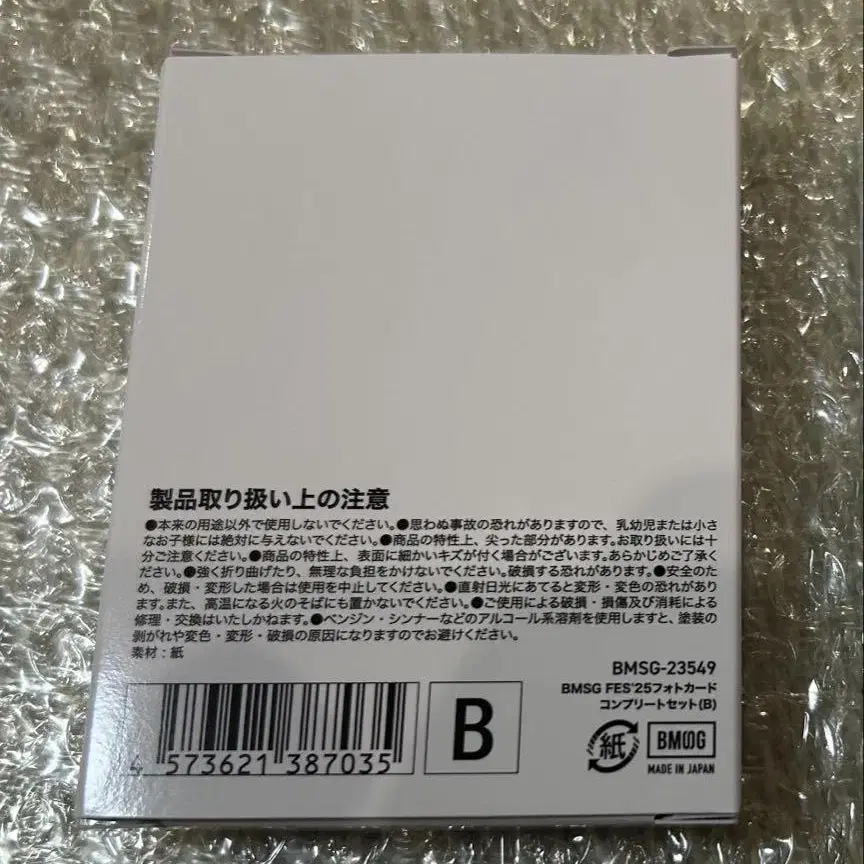 製品取り扱い上の注意
●本来の用途以外で使用しないでください。●思わぬ事故の恐れがありますので、乳幼児または小さ
なお子様には絶対に与えないでください。●商品の特性上、尖った部分があります。お取り扱いには十
分ご注意ください。●商品の特性上、表面に細かいキズが付く場合がございます。あらかじめご了承く
ださい。●強く折り曲げたり、無理な負担をかけないでください。破損する恐れがあります。●安全のた
め、破損・変形した場合は使用を中止してください。●直射日光にあてると変形・変色の恐れがあり
ます。また、高温になる火のそばにも置かないでください。●ご使用による破損・損傷及び消耗による
修理・交換はいたしかねます。●ベンジン・シンナーなどのアルコール系溶剤を使用しますと、塗装の
剥がれや変色・変形・破損の原因になりますのでお避けください。
素材：紙
BMSG-23549
BMSG FES'25フォトカード
コンプリートセット(B)
4 573621 387035
B
紙
BMSG
MADE IN JAPAN